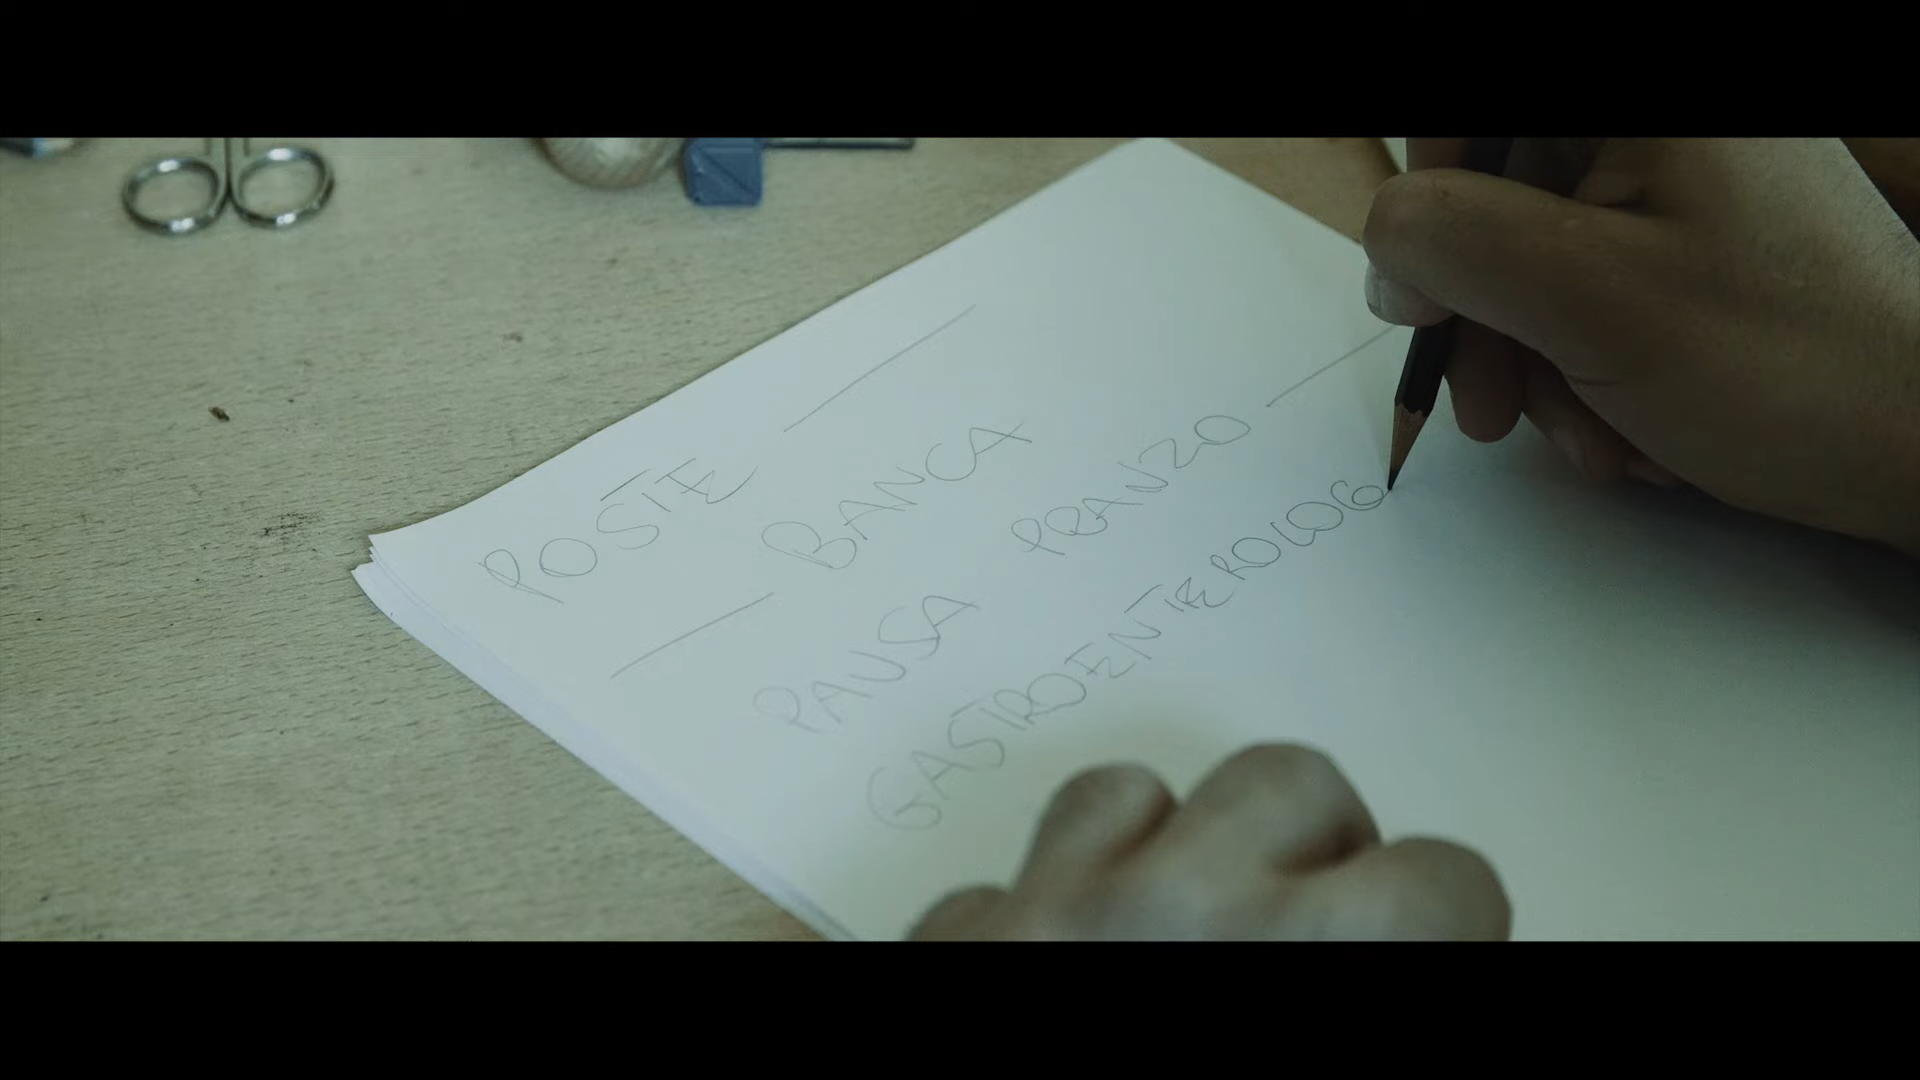 POSTE —
— BANCA
PAUSA PRANZO —
GASTROENTEROLOG